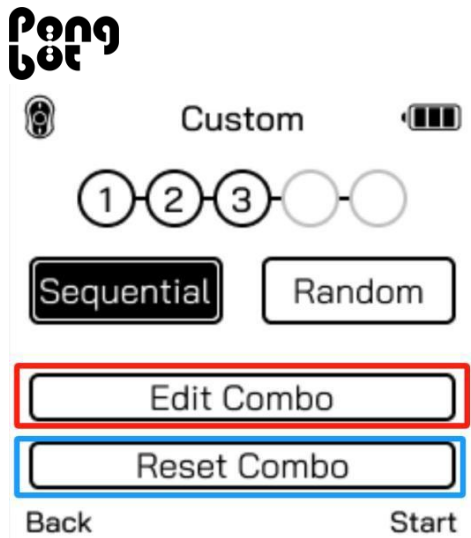 Pong
bot
Custom
1 2 3
Sequential Random
Edit Combo
Reset Combo
Back Start